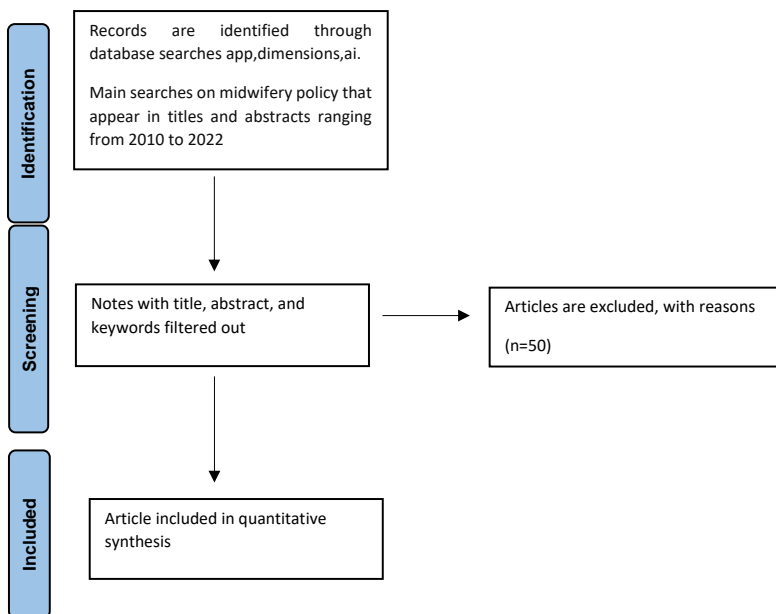 Identification
Records are identified through
database searches app,dimensions,ai.
Main searches on midwifery policy that
appear in titles and abstracts ranging
from 2010 to 2022
Screening
Notes with title, abstract, and
keywords filtered out
Articles are excluded, with reasons
(n=50)
Included
Article included in quantitative
synthesis